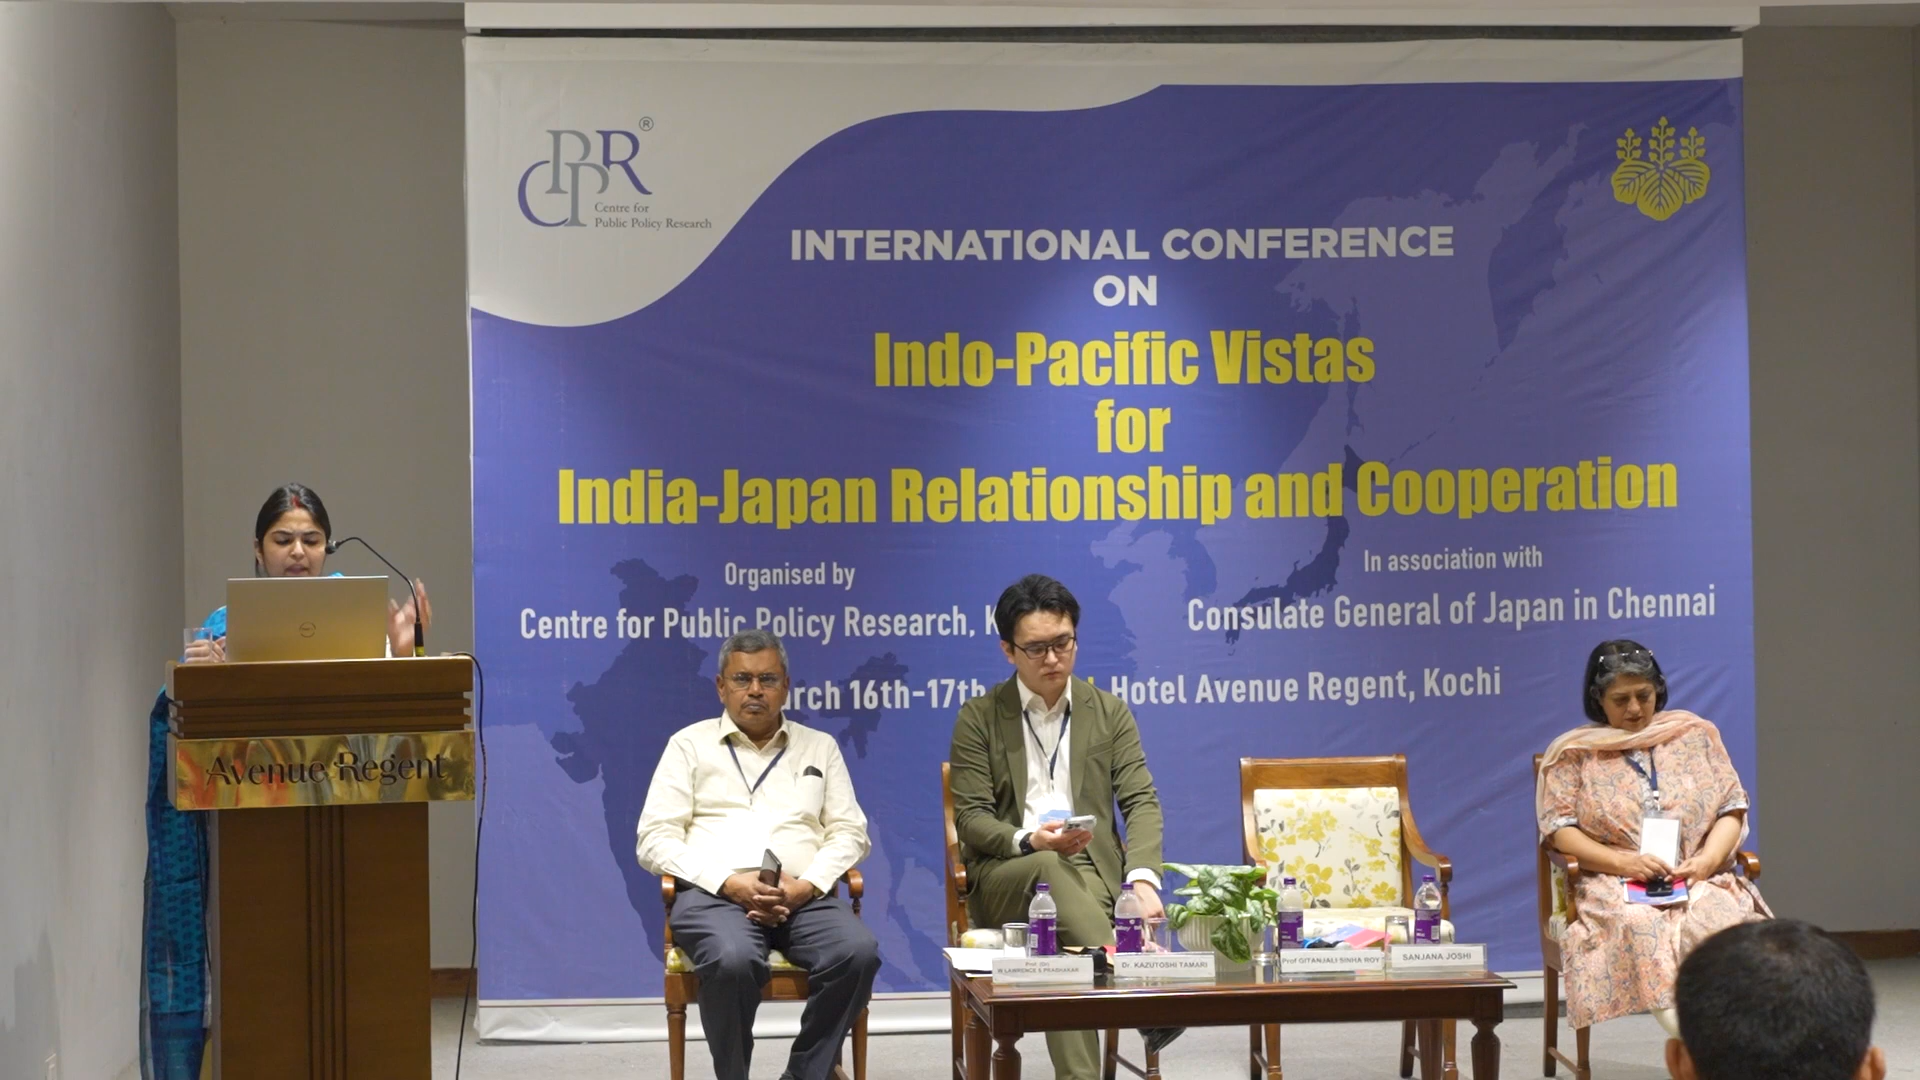 CPPR®
Centre for
Public Policy Research
INTERNATIONAL CONFERENCE
ON
Indo-Pacific Vistas
for
India-Japan Relationship and Cooperation
Organised by
Centre for Public Policy Research,
In association with
Consulate General of Japan in Chennai
16th-17th
Hotel Avenue Regent, Kochi
Avenue Regent
W LAWRENCE S PRABHAKAR
Dr. KAZUTOSHI TAMARI
Prof GITANJALI SINHA ROY
SANJANA JOSHI